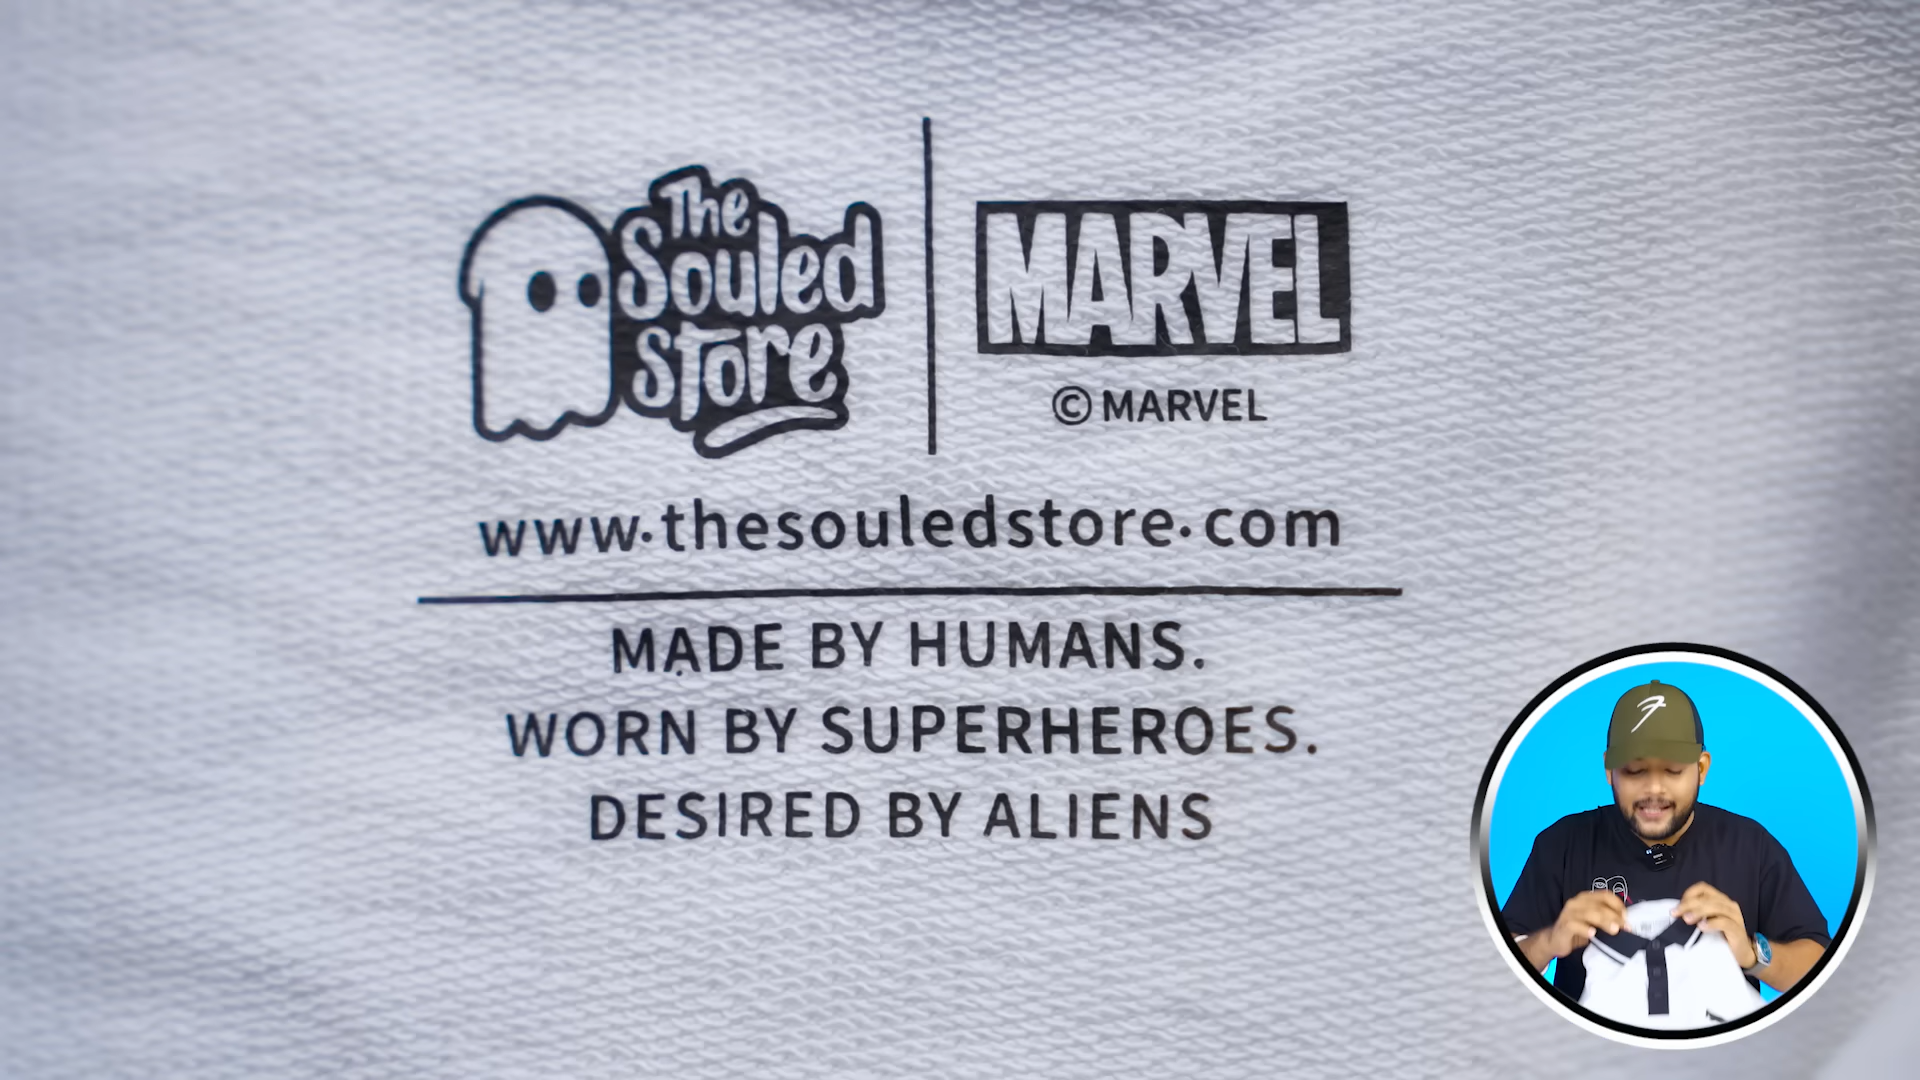 The
Souled
Store
MARVEL
© MARVEL
www.thesouledstore.com
MADE BY HUMANS.
WORN BY SUPERHEROES.
DESIRED BY ALIENS